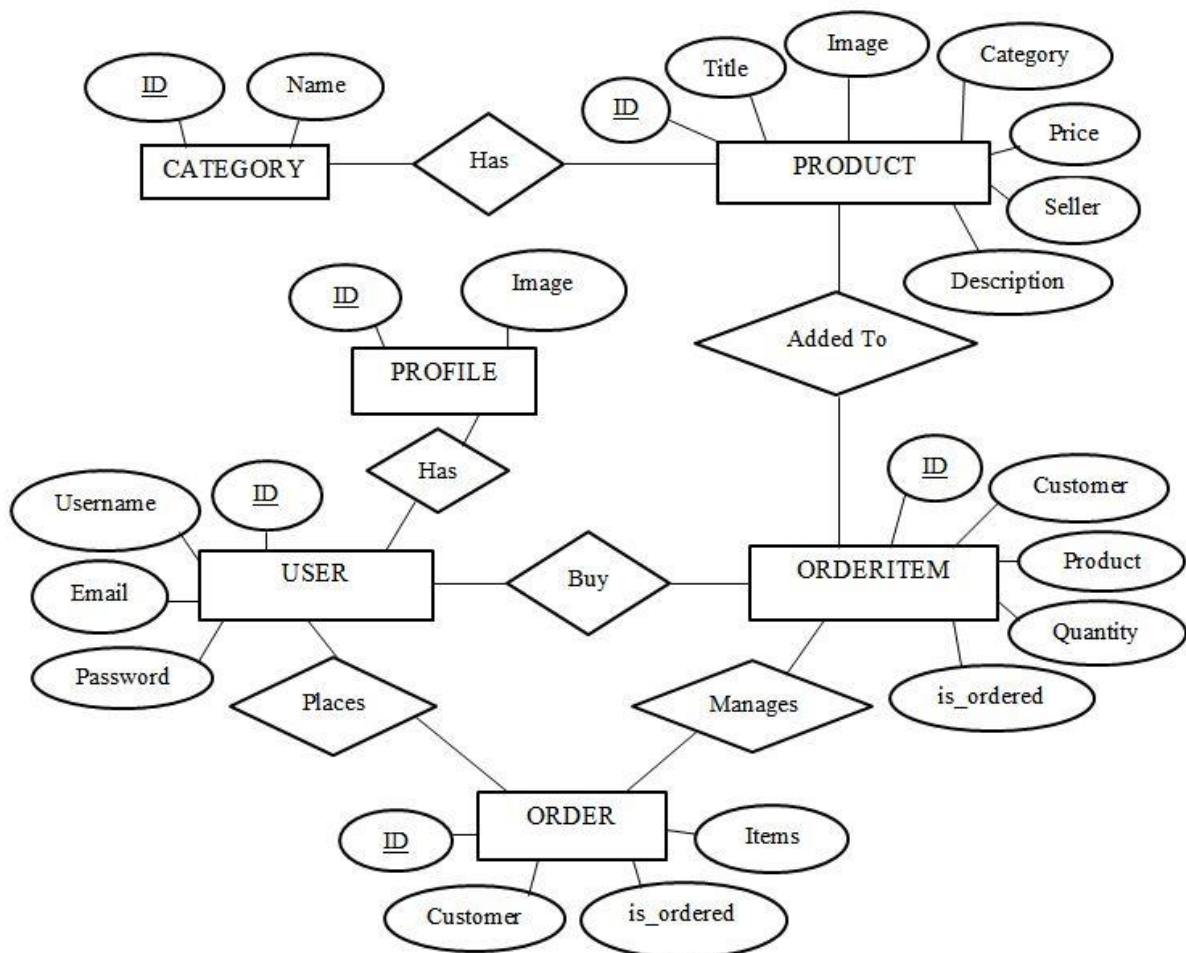 Image
Title
Category
ID
Name
ID
Price
CATEGORY
Has
PRODUCT
Seller
Description
ID
Image
Added To
PROFILE
Has
ID
Customer
Username
ID
USER
Buy
ORDERITEM
Product
Email
Quantity
Password
Places
Manages
is_ordered
ORDER
Items
ID
Customer
is_ordered